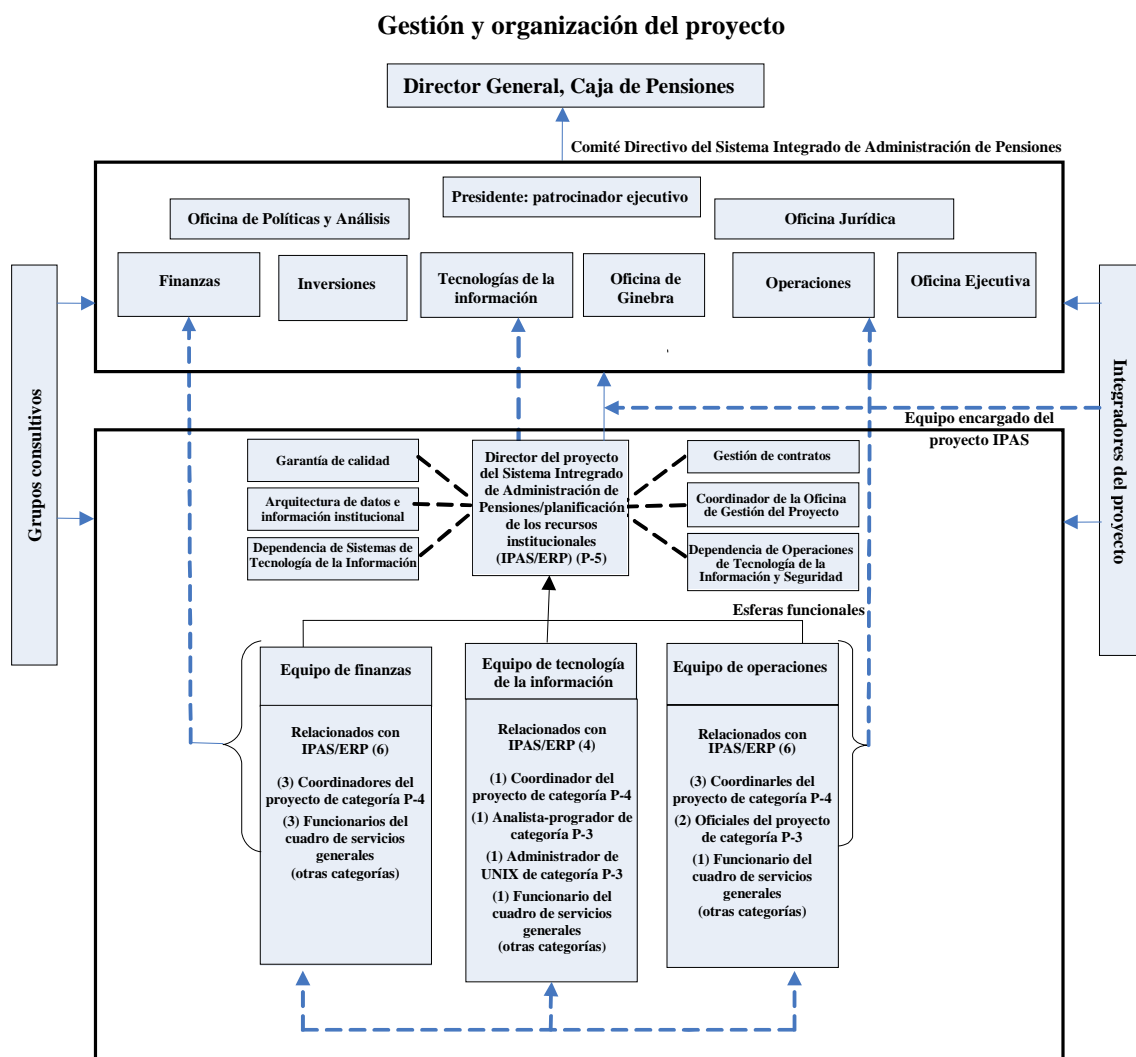 Gestión y organización del proyecto
Director General, Caja de Pensiones
Comité Directivo del Sistema Integrado de Administración de Pensiones
Presidente: patrocinador ejecutivo
Oficina de Políticas y Análisis
Oficina Jurídica
Finanzas
Inversiones
Tecnologías de la
información
Oficina de
Ginebra
Operaciones
Oficina Ejecutiva
Grupos consultivos
Integradores del proyecto
Equipo encargado del
proyecto IPAS
Garantía de calidad
Arquitectura de datos e
información institucional
Dependencia de Sistemas de
Tecnología de la Información
Director del proyecto
del Sistema Intregrado
de Administración de
Pensiones/planificación
de los recursos
institucionales
(IPAS/ERP) (P-5)
Gestión de contratos
Coordinador de la Oficina
de Gestión del Proyecto
Dependencia de Operaciones
de Tecnología de la
Información y Seguridad
Esferas funcionales
Equipo de finanzas
Relacionados con
IPAS/ERP (6)
(3) Coordinadores del
proyecto de categoría P-4
(3) Funcionarios del
cuadro de servicios
generales
(otras categorías)
Equipo de tecnología
de la información
Relacionados con
IPAS/ERP (4)
(1) Coordinador del
proyecto de categoría P-4
(1) Analista-progrador de
categoría P-3
(1) Administrador de
UNIX de categoría P-3
(1) Funcionario del
cuadro de servicios
generales
(otras categorías)
Equipo de operaciones
Relacionados con
IPAS/ERP (6)
(3) Coordinarles del
proyecto de categoría P-4
(2) Oficiales del proyecto
de categoría P-3
(1) Funcionario del
cuadro de servicios
generales
(otras categorías)